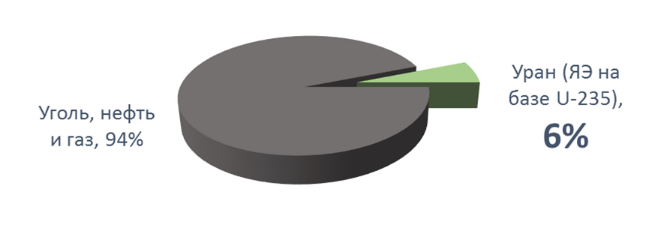 Уголь, нефть
и газ, 94%
Уран (ЯЭ на
базе U-235),
6%